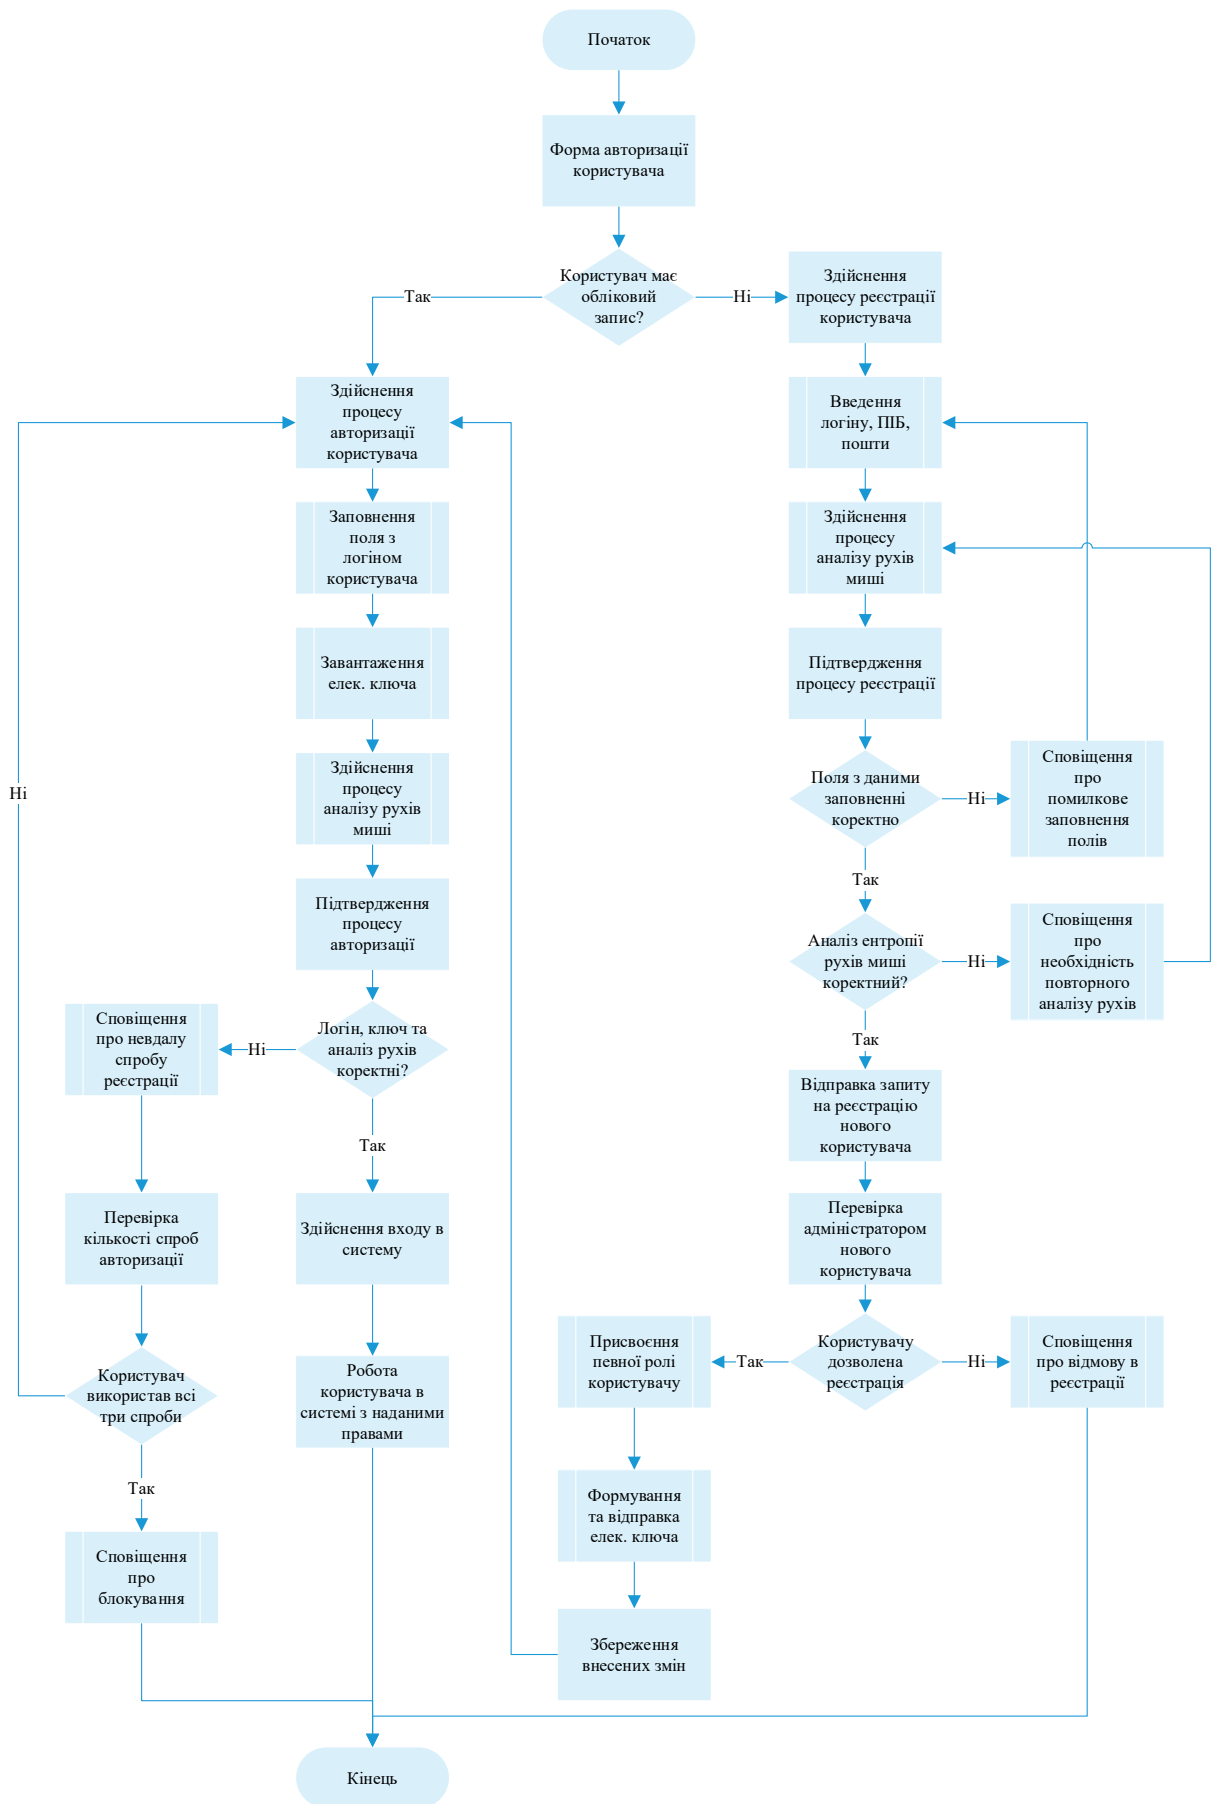 Початок
Форма авторизації
користувача
Користувач має
обліковий
запис?
Так
Ні
Здійснення
процесу реєстрації
користувача
Здійснення
процесу
авторизації
користувача
Введення
логіну, ПІБ,
пошти
Заповнення
поля з
логіном
користувача
Здійснення
процесу
аналізу рухів
миші
Завантаження
елек. ключа
Підтвердження
процесу реєстрації
Здійснення
процесу
аналізу рухів
миші
Поля з даними
заповненні
коректно
Ні
Сповіщення
про
помилкове
заповнення
полів
Ні
Так
Підтвердження
процесу
авторизації
Аналіз ентропії
рухів миші
коректний?
Ні
Сповіщення
про
необхідність
повторного
аналізу рухів
Сповіщення
про невдалу
спробу
реєстрації
Ні
Логін, ключ та
аналіз рухів
коректні?
Так
Відправка запиту
на реєстрацію
нового
користувача
Так
Перевірка
кількості спроб
авторизації
Здійснення входу в
систему
Перевірка
адміністратором
нового
користувача
Користувач
використав всі
три спроби
Робота
користувача в
системі з наданими
правами
Присвоєння
певної ролі
користувачу
Так
Користувачу
дозволена
реєстрація
Ні
Сповіщення
про відмову в
реєстрації
Так
Формування
та відправка
елек. ключа
Сповіщення
про
блокування
Збереження
внесених змін
Кінець